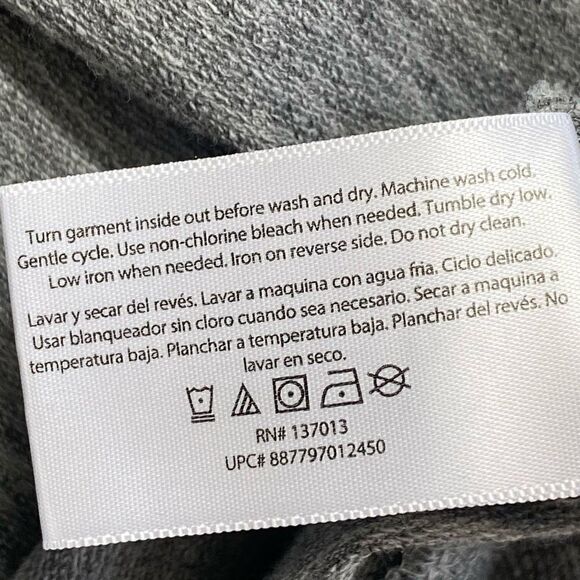 Turn garment inside out before wash and dry. Machine wash cold.
Gentle cycle. Use non-chlorine bleach when needed. Tumble dry low.
Low iron when needed. Iron on reverse side. Do not dry clean.
Lavar y secar del revés. Lavar a maquina con agua fria. Ciclo delicado.
Usar blanqueador sin cloro cuando sea necesario. Secar a maquina a
temperatura baja. Planchar a temperatura baja. Planchar del revés. No
lavar en seco.
RN# 137013
UPC# 887797012450